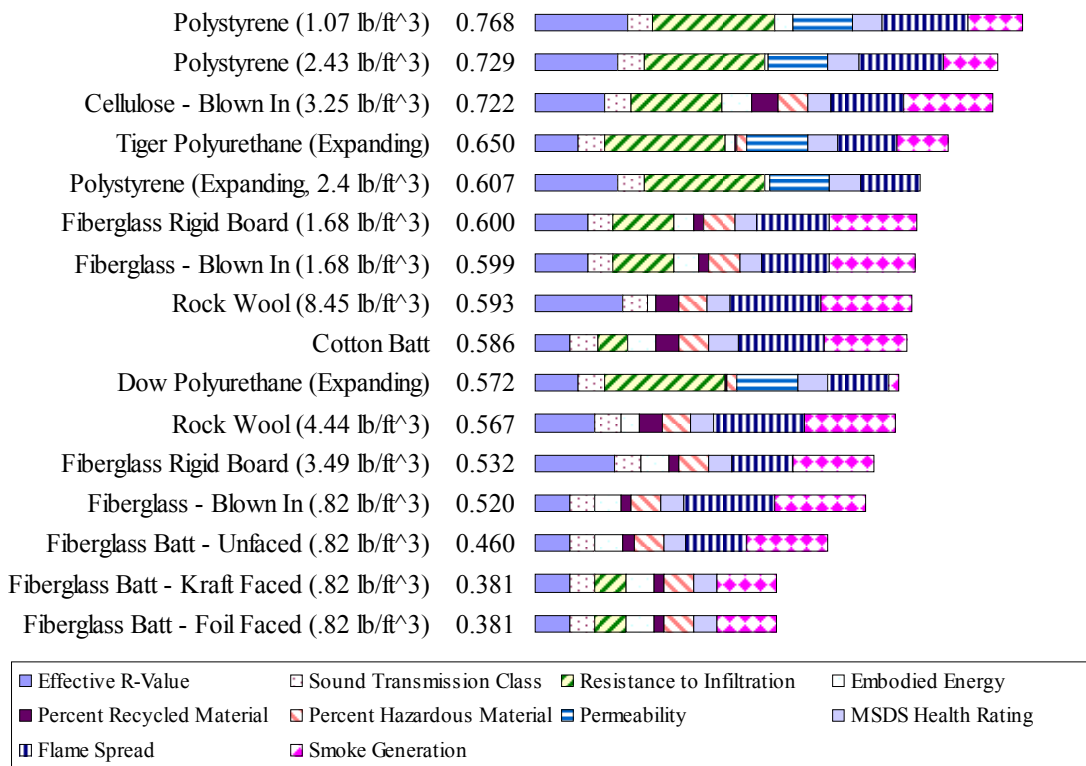 Polystyrene (1.07 lb/ft^3) 0.768
Polystyrene (2.43 lb/ft^3) 0.729
Cellulose - Blown In (3.25 lb/ft^3) 0.722
Tiger Polyurethane (Expanding) 0.650
Polystyrene (Expanding, 2.4 lb/ft^3) 0.607
Fiberglass Rigid Board (1.68 lb/ft^3) 0.600
Fiberglass - Blown In (1.68 lb/ft^3) 0.599
Rock Wool (8.45 lb/ft^3) 0.593
Cotton Batt 0.586
Dow Polyurethane (Expanding) 0.572
Rock Wool (4.44 lb/ft^3) 0.567
Fiberglass Rigid Board (3.49 lb/ft^3) 0.532
Fiberglass - Blown In (.82 lb/ft^3) 0.520
Fiberglass Batt - Unfaced (.82 lb/ft^3) 0.460
Fiberglass Batt - Kraft Faced (.82 lb/ft^3) 0.381
Fiberglass Batt - Foil Faced (.82 lb/ft^3) 0.381
Effective R-Value Sound Transmission Class Resistance to Infiltration Embodied Energy
Percent Recycled Material Percent Hazardous Material Permeability MSDS Health Rating
Flame Spread Smoke Generation